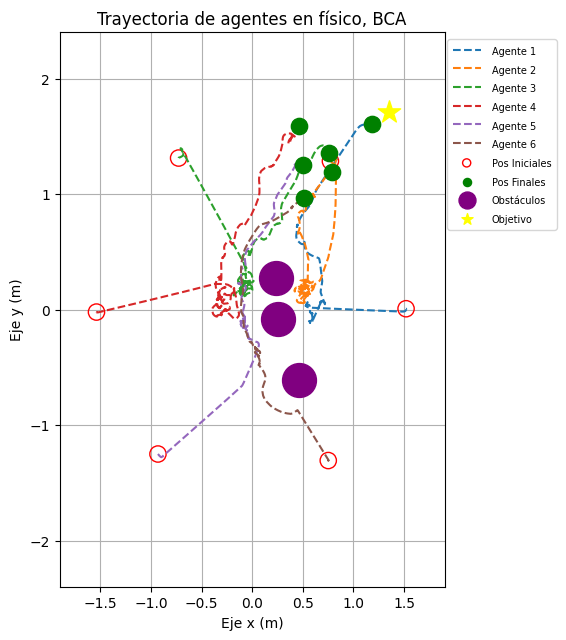 Trayectoria de agentes en físico, BCA
Agente 1
Agente 2
Agente 3
Agente 4
Agente 5
Agente 6
Pos Iniciales
Pos Finales
Obstáculos
Objetivo
Eje y (m)
2
1
0
−1
−2
−1.5
−1.0
−0.5
0.0
0.5
1.0
1.5
Eje x (m)